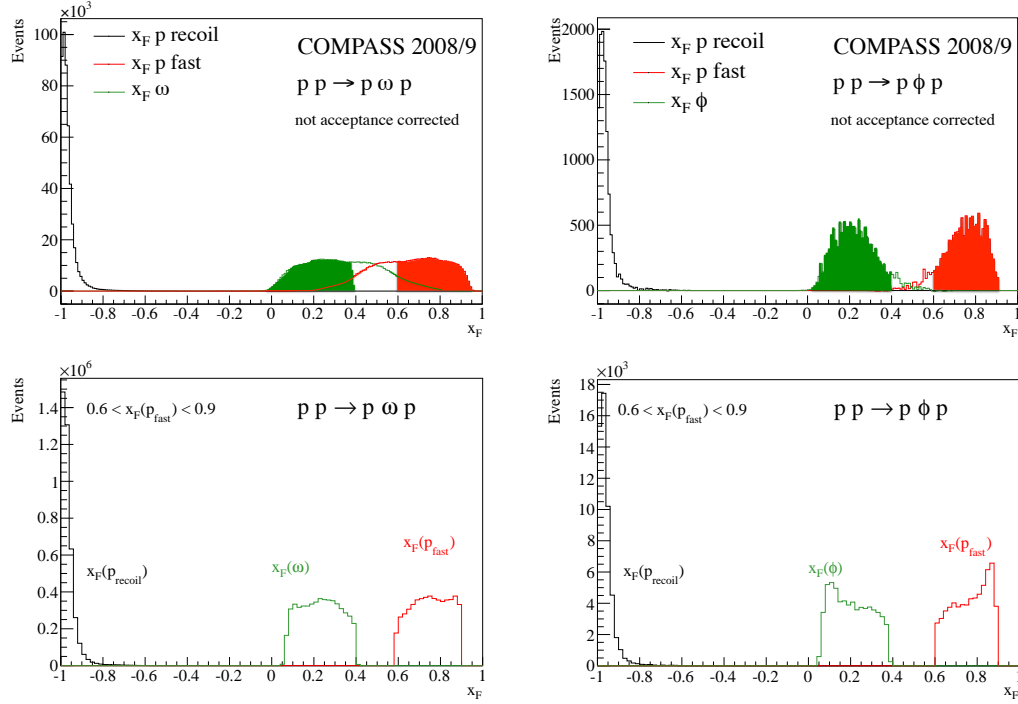 ×10³
Events
100
80
60
40
20
0
x_F p recoil
x_F p fast
x_F ω
COMPASS 2008/9
p p → p ω p
not acceptance corrected
-1 -0.8 -0.6 -0.4 -0.2 0 0.2 0.4 0.6 0.8 1
x_F
Events
2000
1500
1000
500
0
x_F p recoil
x_F p fast
x_F ϕ
COMPASS 2008/9
p p → p ϕ p
not acceptance corrected
-1 -0.8 -0.6 -0.4 -0.2 0 0.2 0.4 0.6 0.8 1
x_F
×10⁶
Events
1.4
1.2
1
0.8
0.6
0.4
0.2
0
0.6 < x_F(p_fast) < 0.9
p p → p ω p
x_F(p_recoil)
x_F(ω)
x_F(p_fast)
-1 -0.8 -0.6 -0.4 -0.2 0 0.2 0.4 0.6 0.8 1
x_F
×10³
Events
18
16
14
12
10
8
6
4
2
0
0.6 < x_F(p_fast) < 0.9
p p → p ϕ p
x_F(p_recoil)
x_F(ϕ)
x_F(p_fast)
-1 -0.8 -0.6 -0.4 -0.2 0 0.2 0.4 0.6 0.8 1
x_F